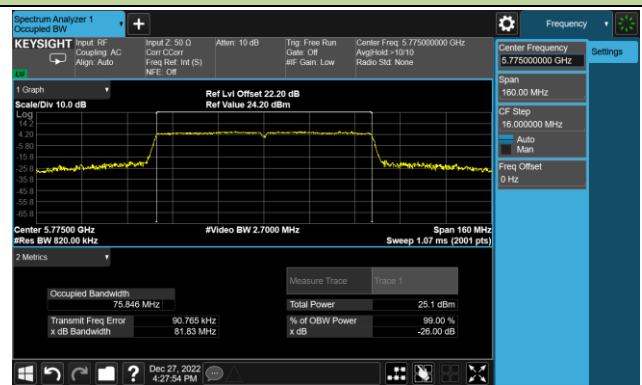 Spectrum Analyzer 1
Occupied BW
+
Frequency
KEYSIGHT
Input: RF
Coupling: AC
Align: Auto
Input Z: 50 Ω
Corr CCorr
Freq Ref: Int (S)
NFE: Off
Atten: 10 dB
Trig: Free Run
Gate: Off
#IF Gain: Low
Center Freq: 5.775000000 GHz
Avg|Hold:>10/10
Radio Std: None
Center Frequency
5.775000000 GHz
Settings
Span
160.00 MHz
CF Step
16.000000 MHz
Auto
Man
Freq Offset
0 Hz
1 Graph
Scale/Div 10.0 dB
Ref Lvl Offset 22.20 dB
Ref Value 24.20 dBm
Log
14.2
4.20
-5.80
-15.8
-25.8
-35.8
-45.8
-55.8
-65.8
Center 5.77500 GHz
#Res BW 820.00 kHz
#Video BW 2.7000 MHz
Span 160 MHz
Sweep 1.07 ms (2001 pts)
2 Metrics
Measure Trace
Trace 1
Occupied Bandwidth
75.846 MHz
Total Power
25.1 dBm
Transmit Freq Error
90.765 kHz
% of OBW Power
99.00 %
x dB Bandwidth
81.83 MHz
x dB
-26.00 dB
?
Dec 27, 2022
4:27:54 PM